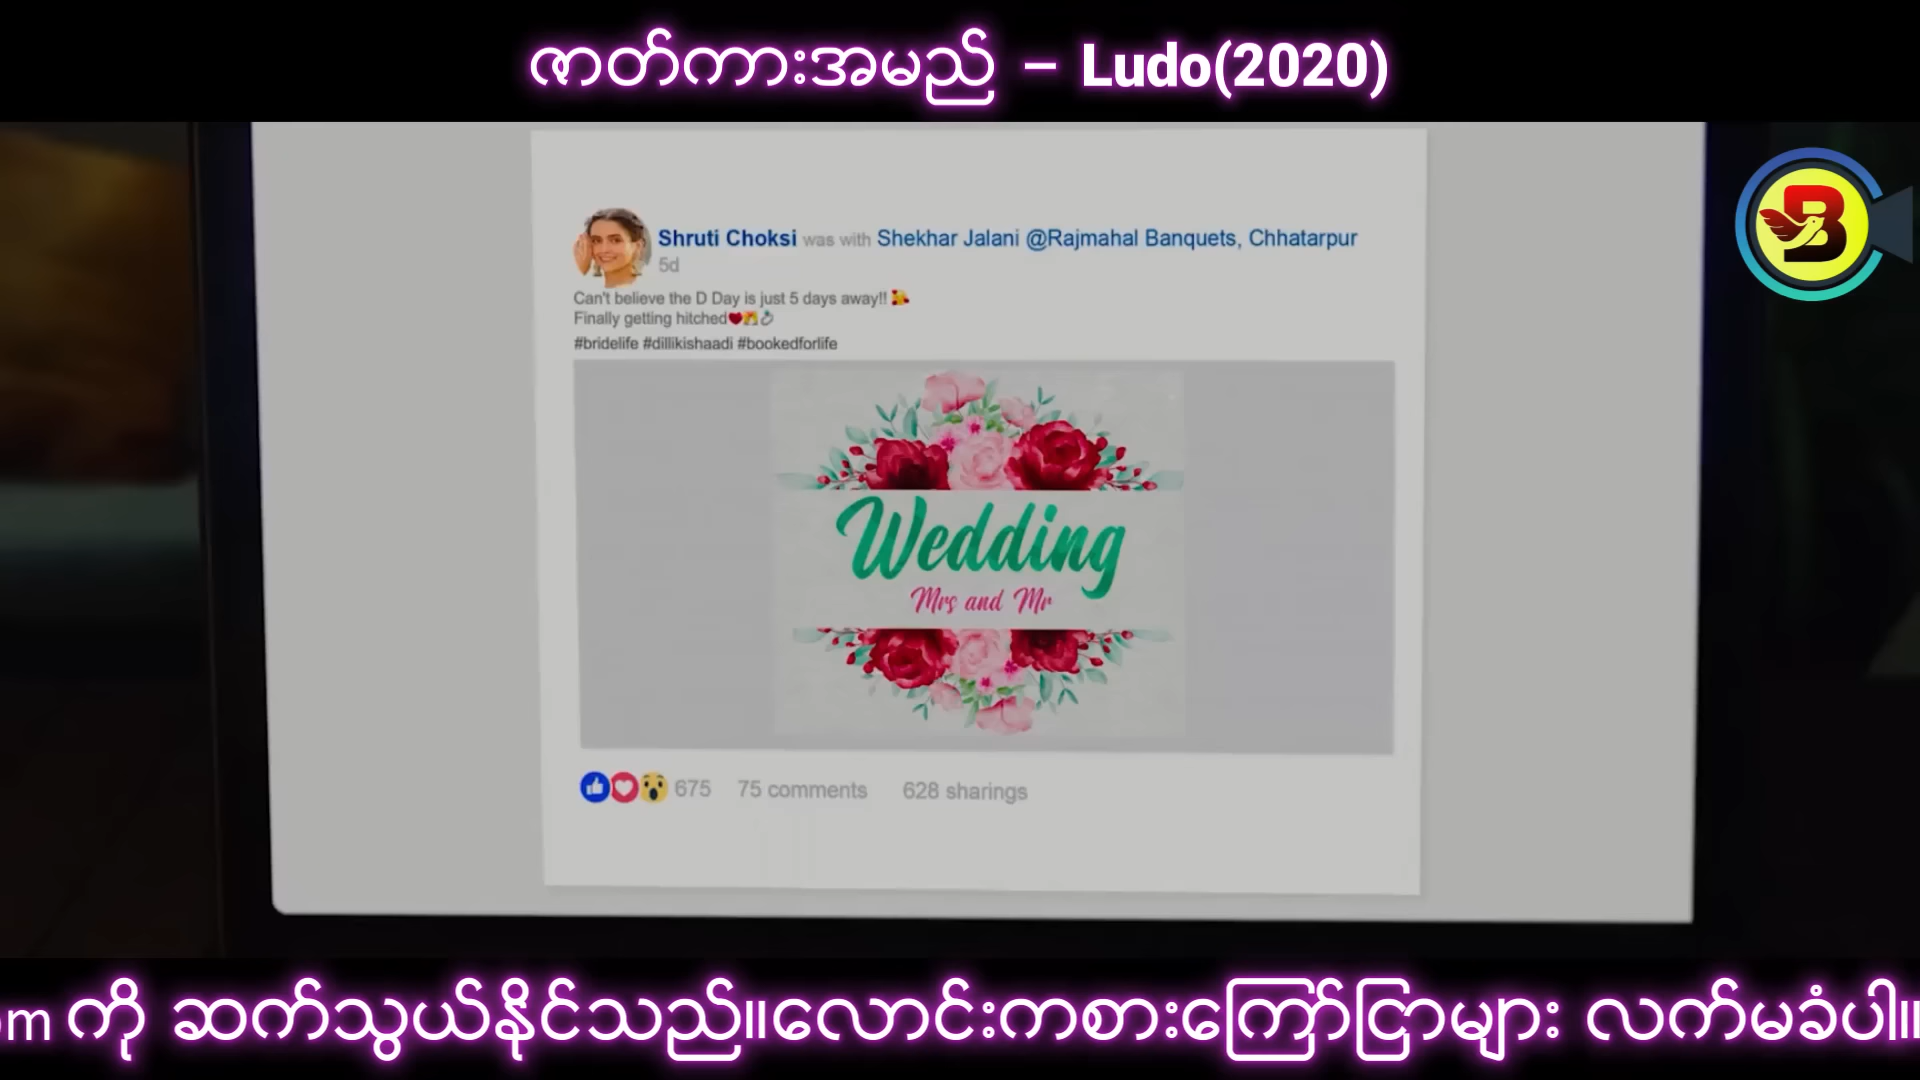 ဇာတ်ကားအမည် – Ludo(2020)
B
Shruti Choksi was with Shekhar Jalani @Rajmahal Banquets, Chhatarpur
5d
Can't believe the D Day is just 5 days away!! 🥰
Finally getting hitched❤️👰💍
#bridelife #dillikishaadi #bookedforlife
Wedding
Mrs and Mr
675 75 comments 628 sharings
m ကို ဆက်သွယ်နိုင်သည်။လောင်းကစားကြော်ငြာများ လက်မခံပါ။